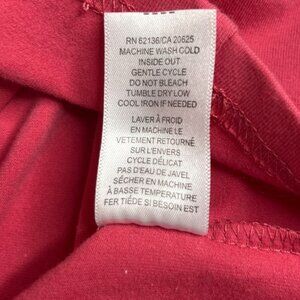 RN 62136/CA 20625
MACHINE WASH COLD
INSIDE OUT
GENTLE CYCLE
DO NOT BLEACH
TUMBLE DRY LOW
COOL IRON IF NEEDED
LAVER À FROID
EN MACHINE LE
VETEMENT RETOURNÉ
SUR L'ENVERS
CYCLE DÉLICAT
PAS D'EAU DE JAVEL
SÉCHER EN MACHINE
À BASSE TEMPERATURE
FER TIÈDE SI BESOIN EST